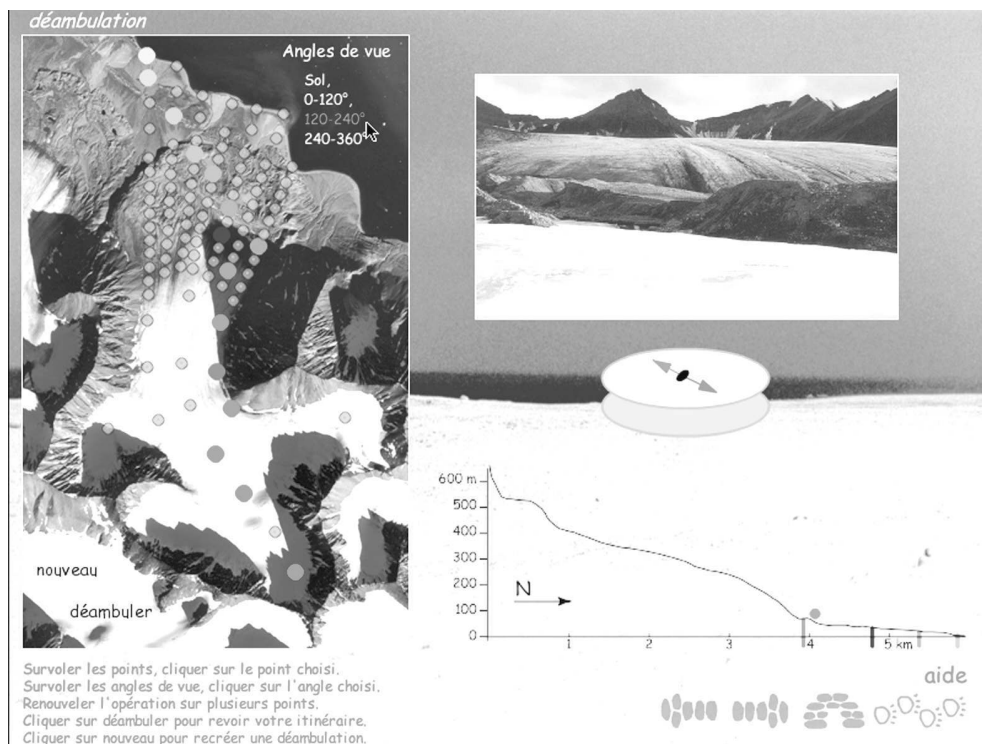 déambulation
Angles de vue
Sol,
0-120°,
120-240°
240-360°
nouveau
déambuler
600 m
500
400
300
200
100
0
N
1
2
3
4
5 km
Survoler les points, cliquer sur le point choisi.
Survoler les angles de vue, cliquer sur l'angle choisi.
Renouveler l'opération sur plusieurs points.
Cliquer sur déambuler pour revoir votre itinéraire.
Cliquer sur nouveau pour recréer une déambulation.
aide